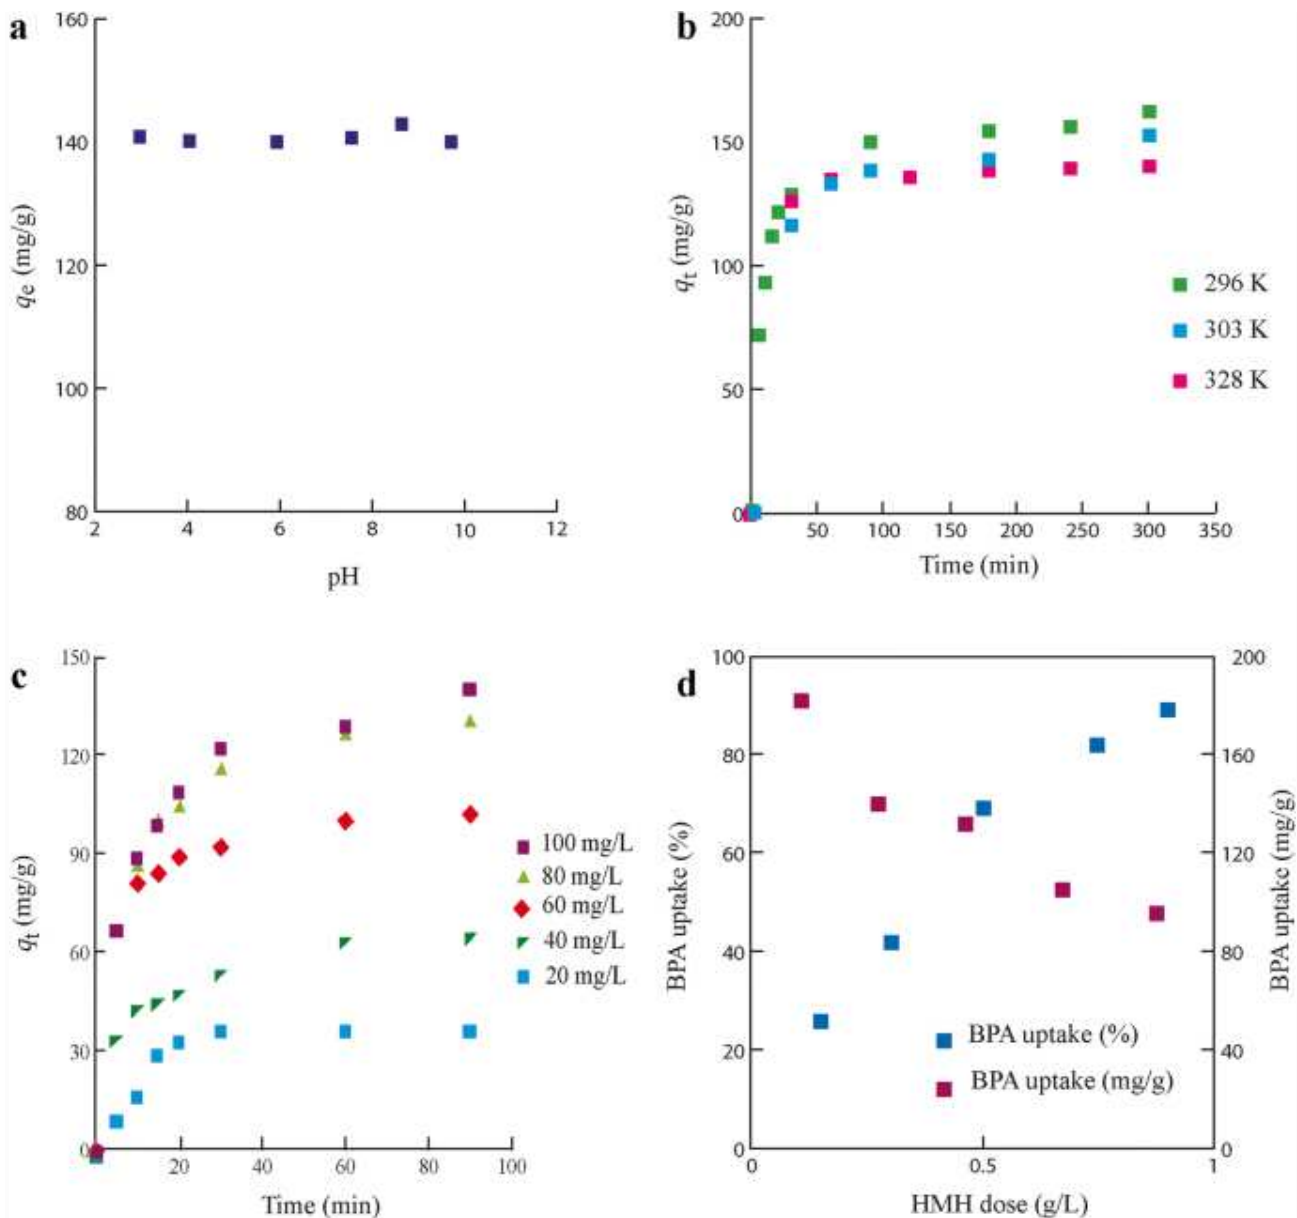 a
160
140
120
100
80
qe (mg/g)
2 4 6 8 10 12
pH
b
200
150
100
50
0
qt (mg/g)
296 K
303 K
328 K
50 100 150 200 250 300 350
Time (min)
c
150
120
90
60
30
0
qt (mg/g)
100 mg/L
80 mg/L
60 mg/L
40 mg/L
20 mg/L
20 40 60 80 100
Time (min)
d
100
80
60
40
20
0
BPA uptake (%)
200
160
120
80
40
0
BPA uptake (mg/g)
BPA uptake (%)
BPA uptake (mg/g)
0 0.5 1
HMH dose (g/L)